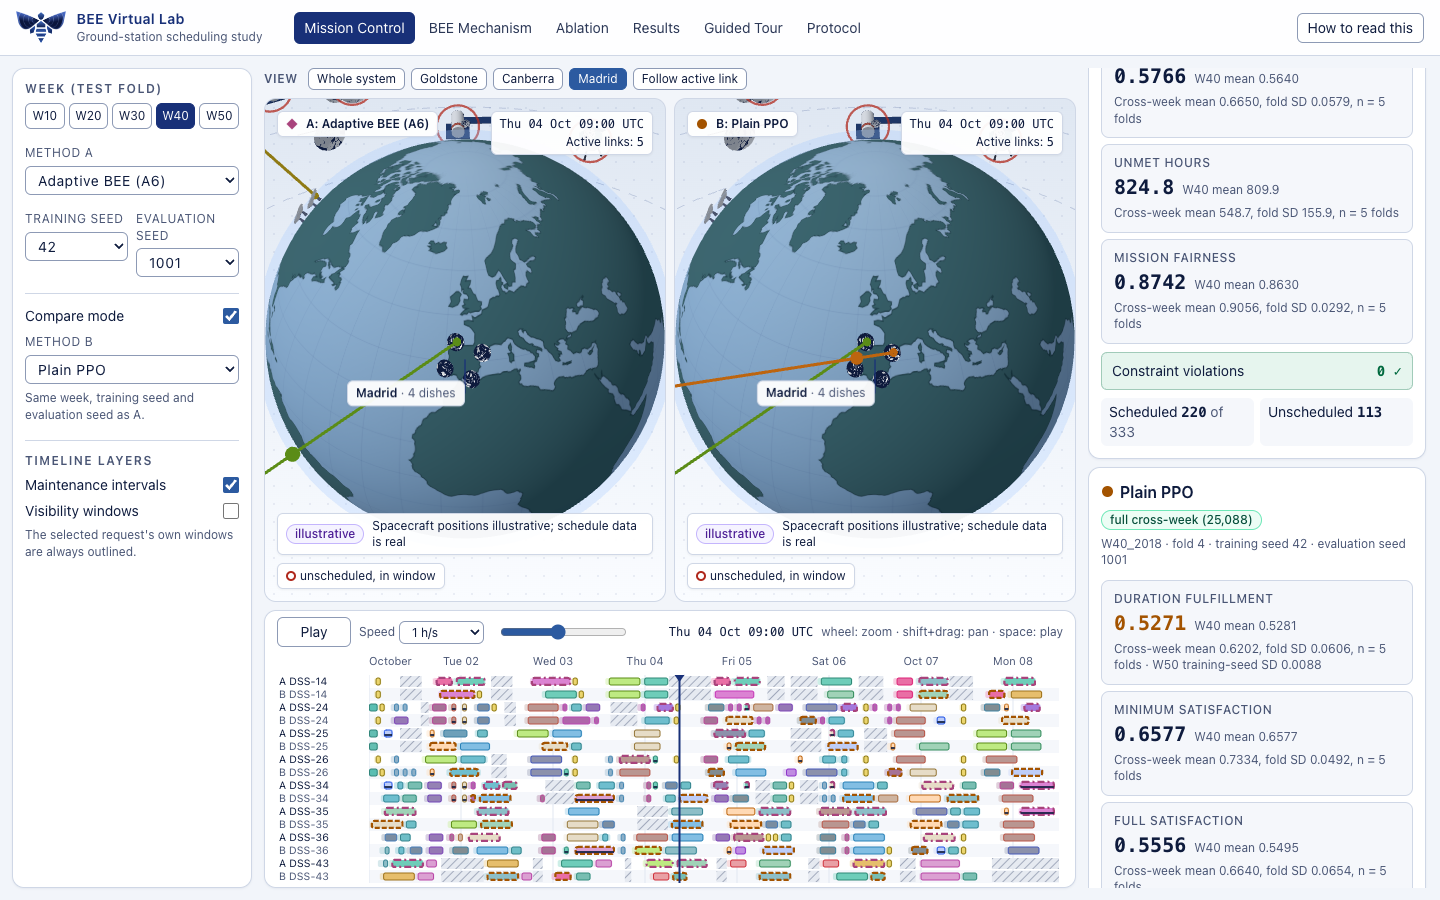 BEE Virtual Lab
Ground-station scheduling study
Mission Control
BEE Mechanism
Ablation
Results
Guided Tour
Protocol
How to read this
WEEK (TEST FOLD)
W10
W20
W30
W40
W50
METHOD A
Adaptive BEE (A6)
TRAINING SEED
EVALUATION
SEED
42
1001
Compare mode
METHOD B
Plain PPO
Same week, training seed and
evaluation seed as A.
TIMELINE LAYERS
Maintenance intervals
Visibility windows
The selected request's own windows
are always outlined.
VIEW
Whole system
Goldstone
Canberra
Madrid
Follow active link
A: Adaptive BEE (A6)
Thu 04 Oct 09:00 UTC
Active links: 5
Madrid · 4 dishes
illustrative
Spacecraft positions illustrative; schedule data
is real
unscheduled, in window
B: Plain PPO
Thu 04 Oct 09:00 UTC
Active links: 5
Madrid · 4 dishes
illustrative
Spacecraft positions illustrative; schedule data
is real
unscheduled, in window
Play
Speed
1 h/s
Thu 04 Oct 09:00 UTC
wheel: zoom · shift+drag: pan · space: play
October
Tue 02
Wed 03
Thu 04
Fri 05
Sat 06
Oct 07
Mon 08
A DSS-14
B DSS-14
A DSS-24
B DSS-24
A DSS-25
B DSS-25
A DSS-26
B DSS-26
A DSS-34
B DSS-34
A DSS-35
B DSS-35
A DSS-36
B DSS-36
A DSS-43
B DSS-43
0.5766 W40 mean 0.5640
Cross-week mean 0.6650, fold SD 0.0579, n = 5
folds
UNMET HOURS
824.8 W40 mean 809.9
Cross-week mean 548.7, fold SD 155.9, n = 5 folds
MISSION FAIRNESS
0.8742 W40 mean 0.8630
Cross-week mean 0.9056, fold SD 0.0292, n = 5
folds
Constraint violations
0 ✓
Scheduled 220 of
333
Unscheduled 113
Plain PPO
full cross-week (25,088)
W40_2018 · fold 4 · training seed 42 · evaluation seed
1001
DURATION FULFILLMENT
0.5271 W40 mean 0.5281
Cross-week mean 0.6202, fold SD 0.0606, n = 5
folds · W50 training-seed SD 0.0088
MINIMUM SATISFACTION
0.6577 W40 mean 0.6577
Cross-week mean 0.7334, fold SD 0.0492, n = 5
folds
FULL SATISFACTION
0.5556 W40 mean 0.5495
Cross-week mean 0.6640, fold SD 0.0654, n = 5
folds